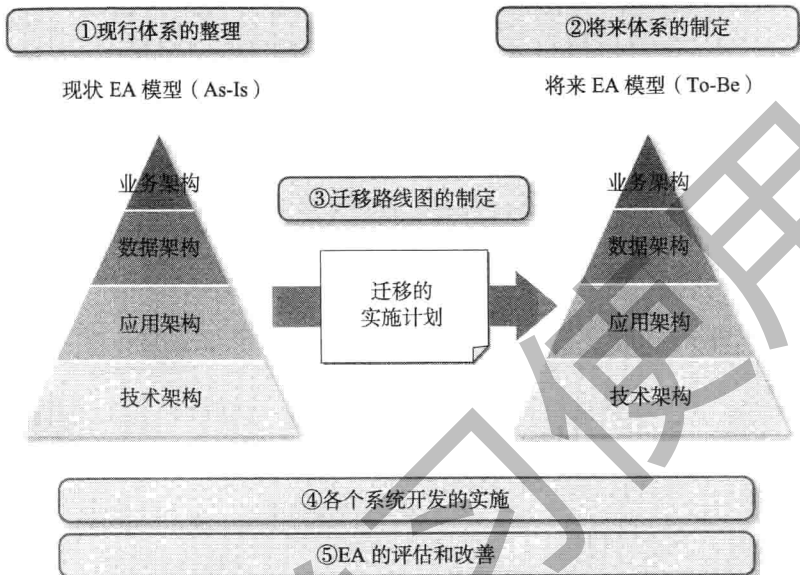 ①现行体系的整理
②将来体系的制定
现状 EA 模型（As-Is）
将来 EA 模型（To-Be）
业务架构
数据架构
应用架构
技术架构
③迁移路线图的制定
迁移的
实施计划
业务架构
数据架构
应用架构
技术架构
④各个系统开发的实施
⑤EA 的评估和改善
习使用